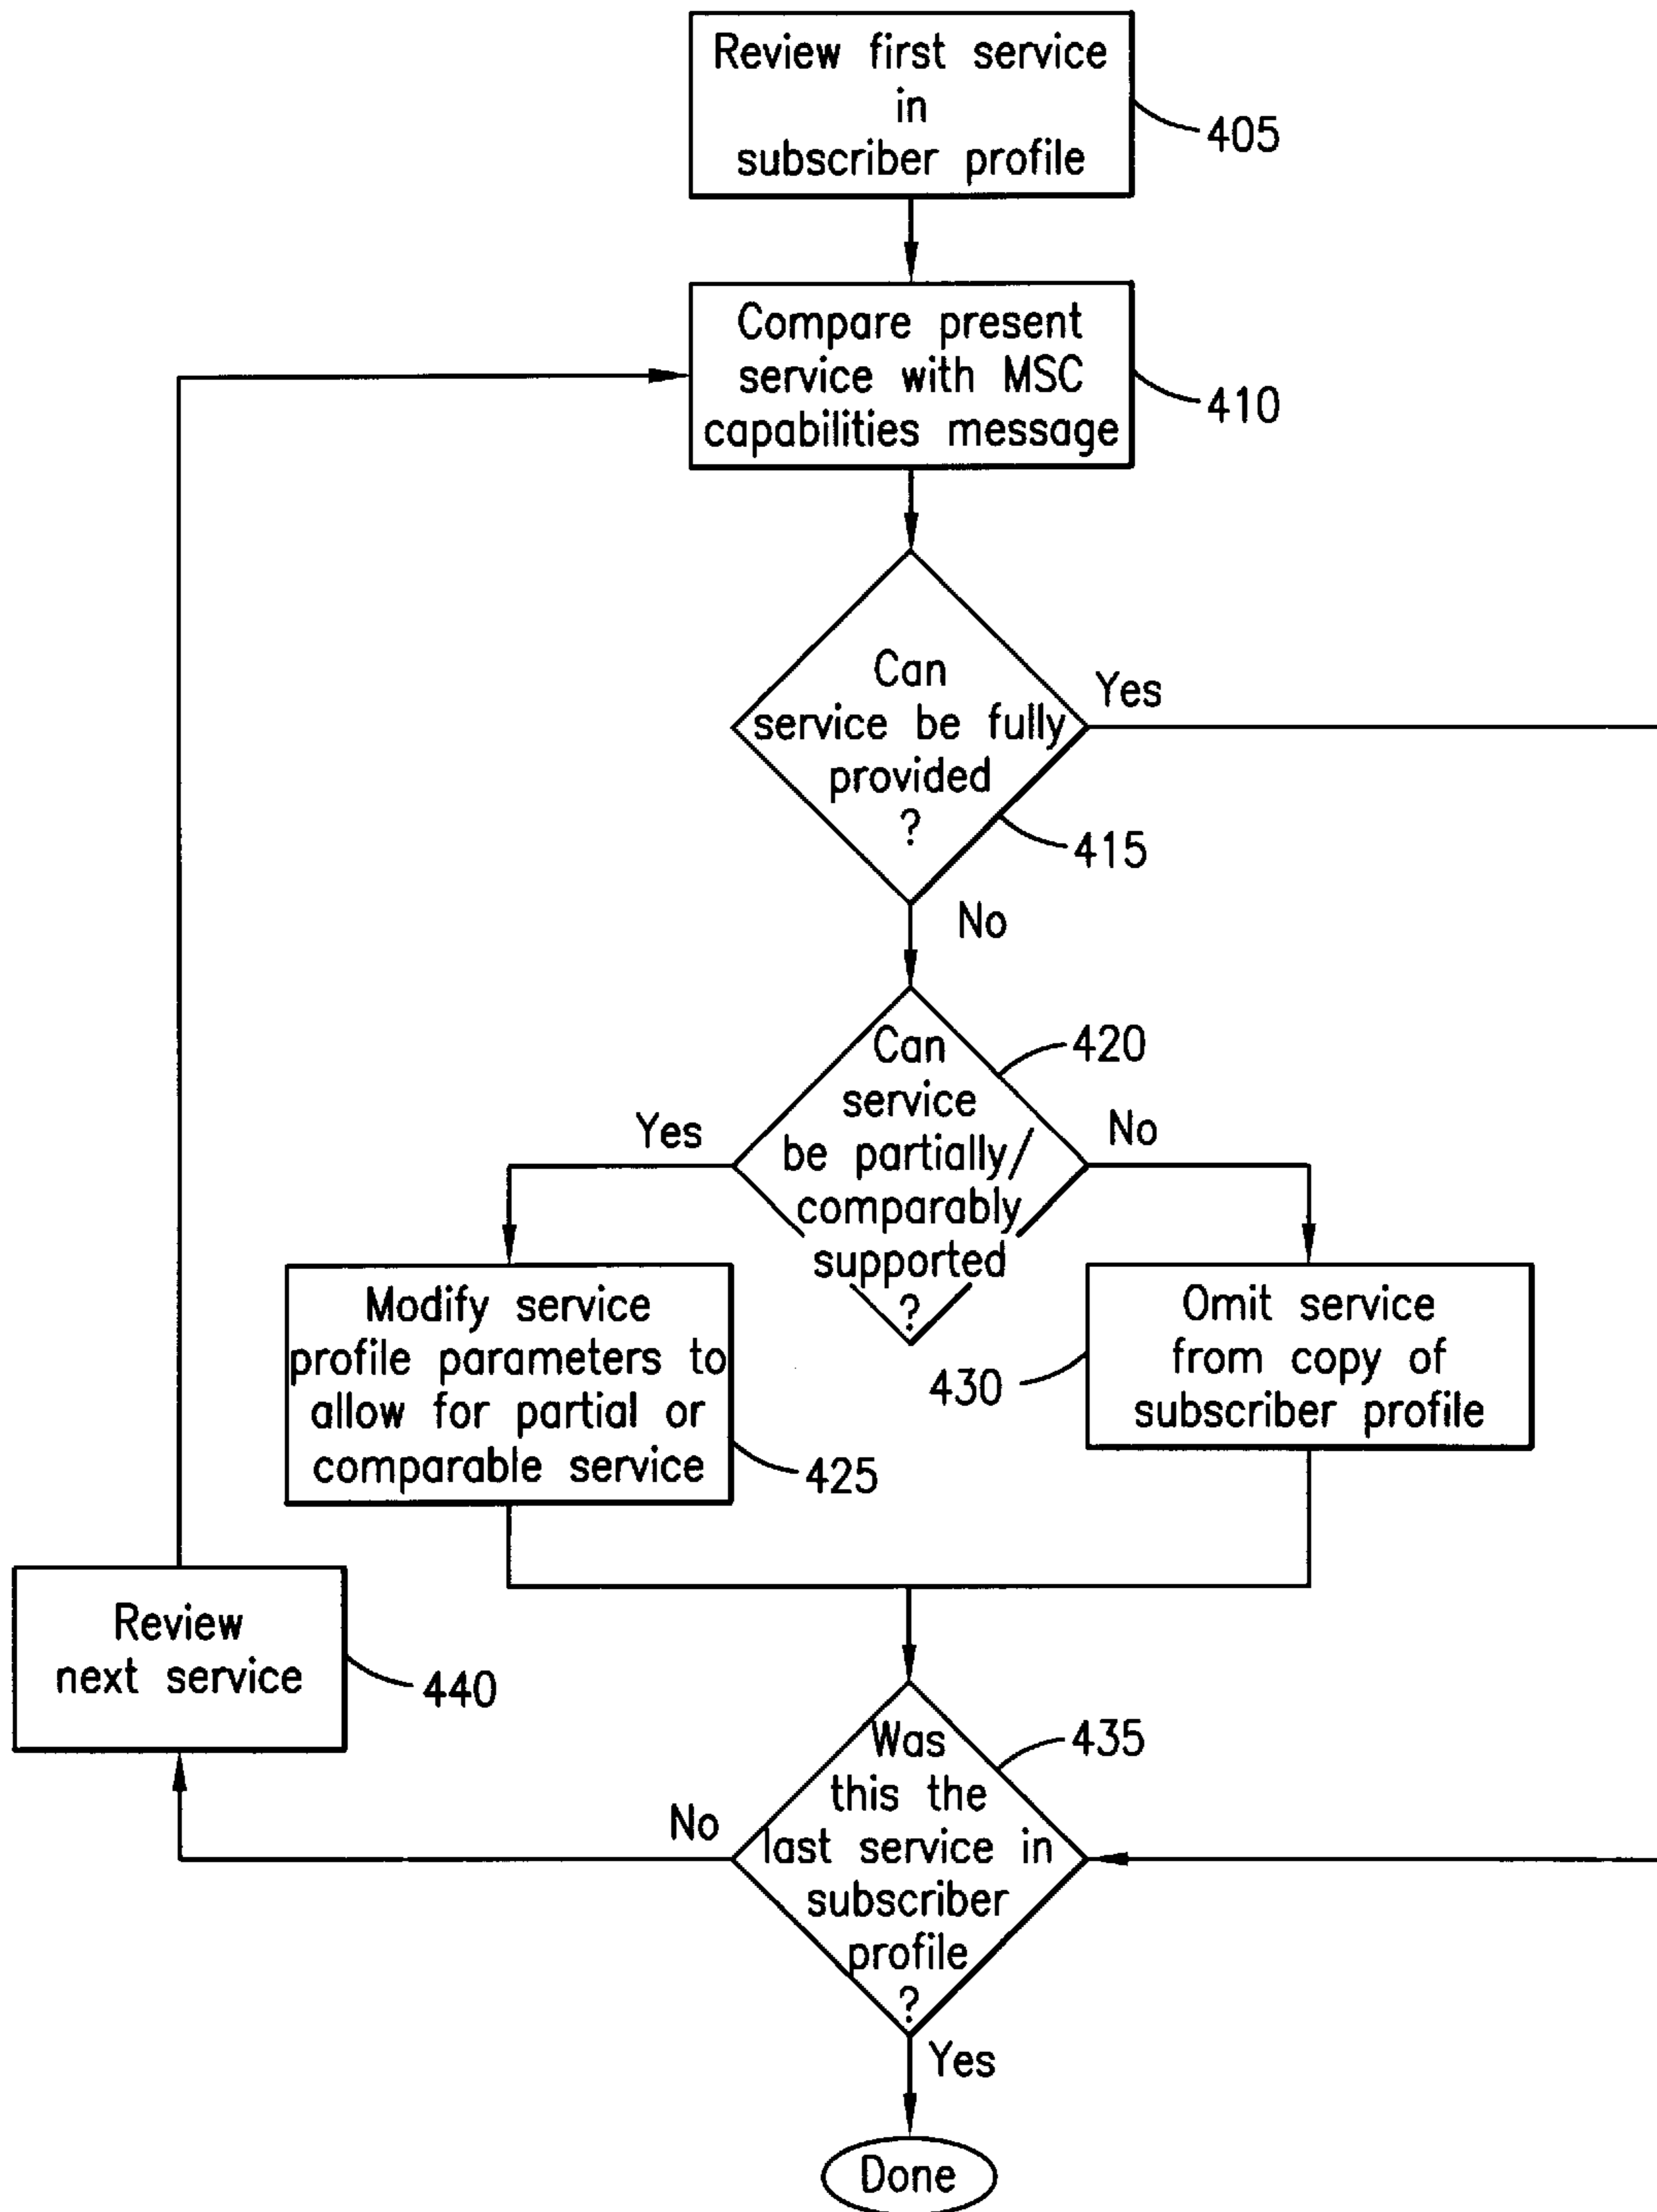 Review first service
in
subscriber profile
405
Compare present
service with MSC
capabilities message
410
Can
service be fully
provided
?
Yes
415
No
Can
service
be partially/
comparably
supported
?
420
Yes
No
Modify service
profile parameters to
allow for partial or
comparable service
425
Omit service
from copy of
subscriber profile
430
Review
next service
440
Was
this the
last service in
subscriber
profile
?
435
No
Yes
Done